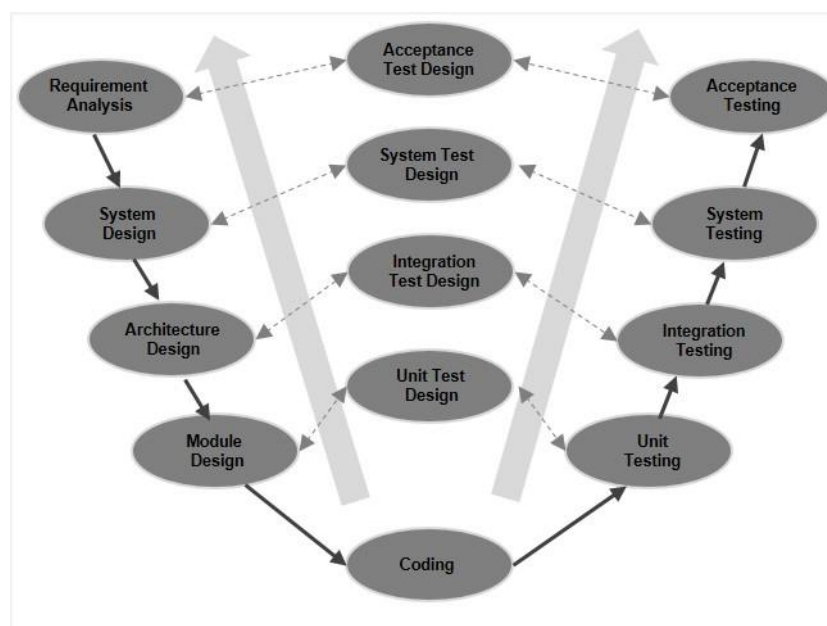 Acceptance
Test Design
Requirement
Analysis
Acceptance
Testing
System Test
Design
System
Design
System
Testing
Integration
Test Design
Architecture
Design
Integration
Testing
Unit Test
Design
Module
Design
Unit
Testing
Coding